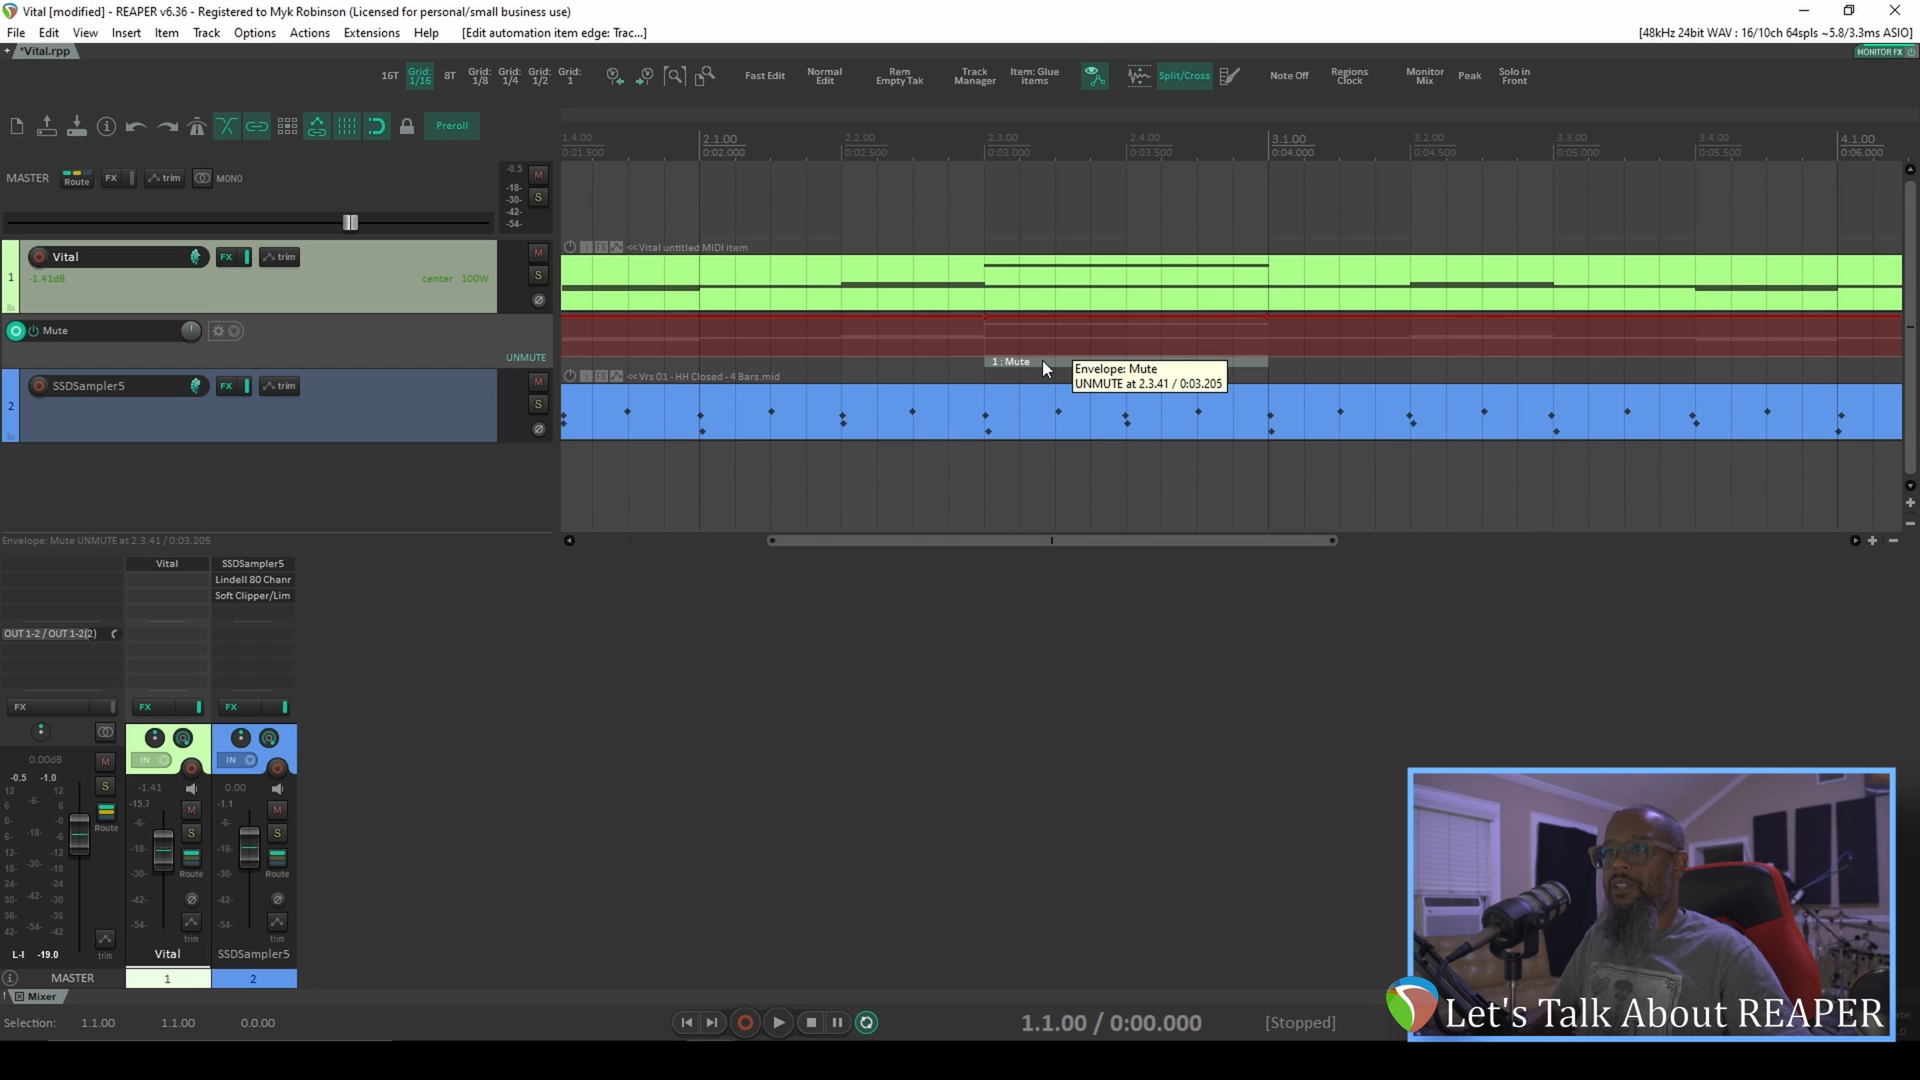 Vital [modified] - REAPER v6.36 - Registered to Myk Robinson (Licensed for personal/small business use)
File Edit View Insert Item Track Options Actions Extensions Help [Edit automation item edge: Trac...]
[48kHz 24bit WAV : 16/10ch 64spls ~5.8/3.3ms ASIO]
+ *Vital.rpp
MONITOR FX
16T Grid: 1/16 8T Grid: 1/8 Grid: 1/4 Grid: 1/2 Grid: 1 Fast Edit Normal Edit Rem Empty Tak Track Manager Item: Glue items Split/Cross Note Off Regions Clock Monitor Mix Peak Solo in Front
Preroll
1.4.00 2.1.00 2.2.00 2.3.00 2.4.00 3.1.00 3.2.00 3.3.00 3.4.00 4.1.00
0:01.500 0:02.000 0:02.500 0:03.000 0:03.500 0:04.000 0:04.500 0:05.000 0:05.500 0:06.000
MASTER Route FX trim MONO
-0.5 M
-18-
-30- S
-42-
-54-
1 Vital FX trim M
-1.41dB center 100W S
<<Vital untitled MIDI item
Mute
UNMUTE
1 : Mute
Envelope: Mute
UNMUTE at 2.3.41 / 0:03.205
2 SSDSampler5 FX trim M
S
<<Vrs 01 - HH Closed - 4 Bars.mid
Envelope: Mute UNMUTE at 2.3.41 / 0:03.205
Vital SSDSampler5
Lindell 80 Chanr
Soft Clipper/Lim
OUT 1-2 / OUT 1-2(2)
FX FX FX
IN IN
0.00dB -1.41 0.00
-0.5 -1.0 M -15.7 -1.1
12 12 S M M
6 -6- 6 -6- S -6- S
0- -0 Route
6- -18- -6 -18- Route -18- Route
12- -12
18- -30- -18 -30- -30-
24- -24
30- -42- -30 -42- -42-
36- -36
42- -54- -42 -54- trim -54- trim
L-I -19.0 trim Vital SSDSampler5
MASTER 1 2
! Mixer
Selection: 1.1.00 1.1.00 0.0.00
1.1.00 / 0:00.000 [Stopped]
Let's Talk About REAPER